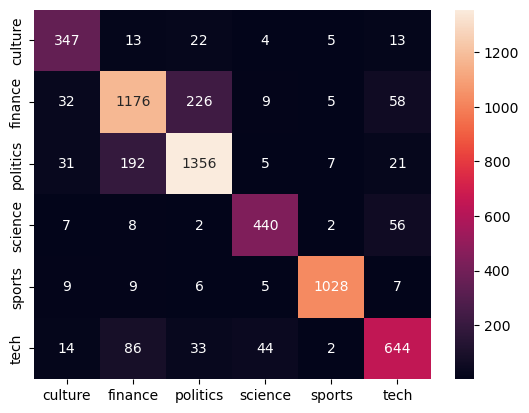 culture 347 13 22 4 5 13
finance 32 1176 226 9 5 58
politics 31 192 1356 5 7 21
science 7 8 2 440 2 56
sports 9 9 6 5 1028 7
tech 14 86 33 44 2 644
culture finance politics science sports tech
1200
1000
800
600
400
200